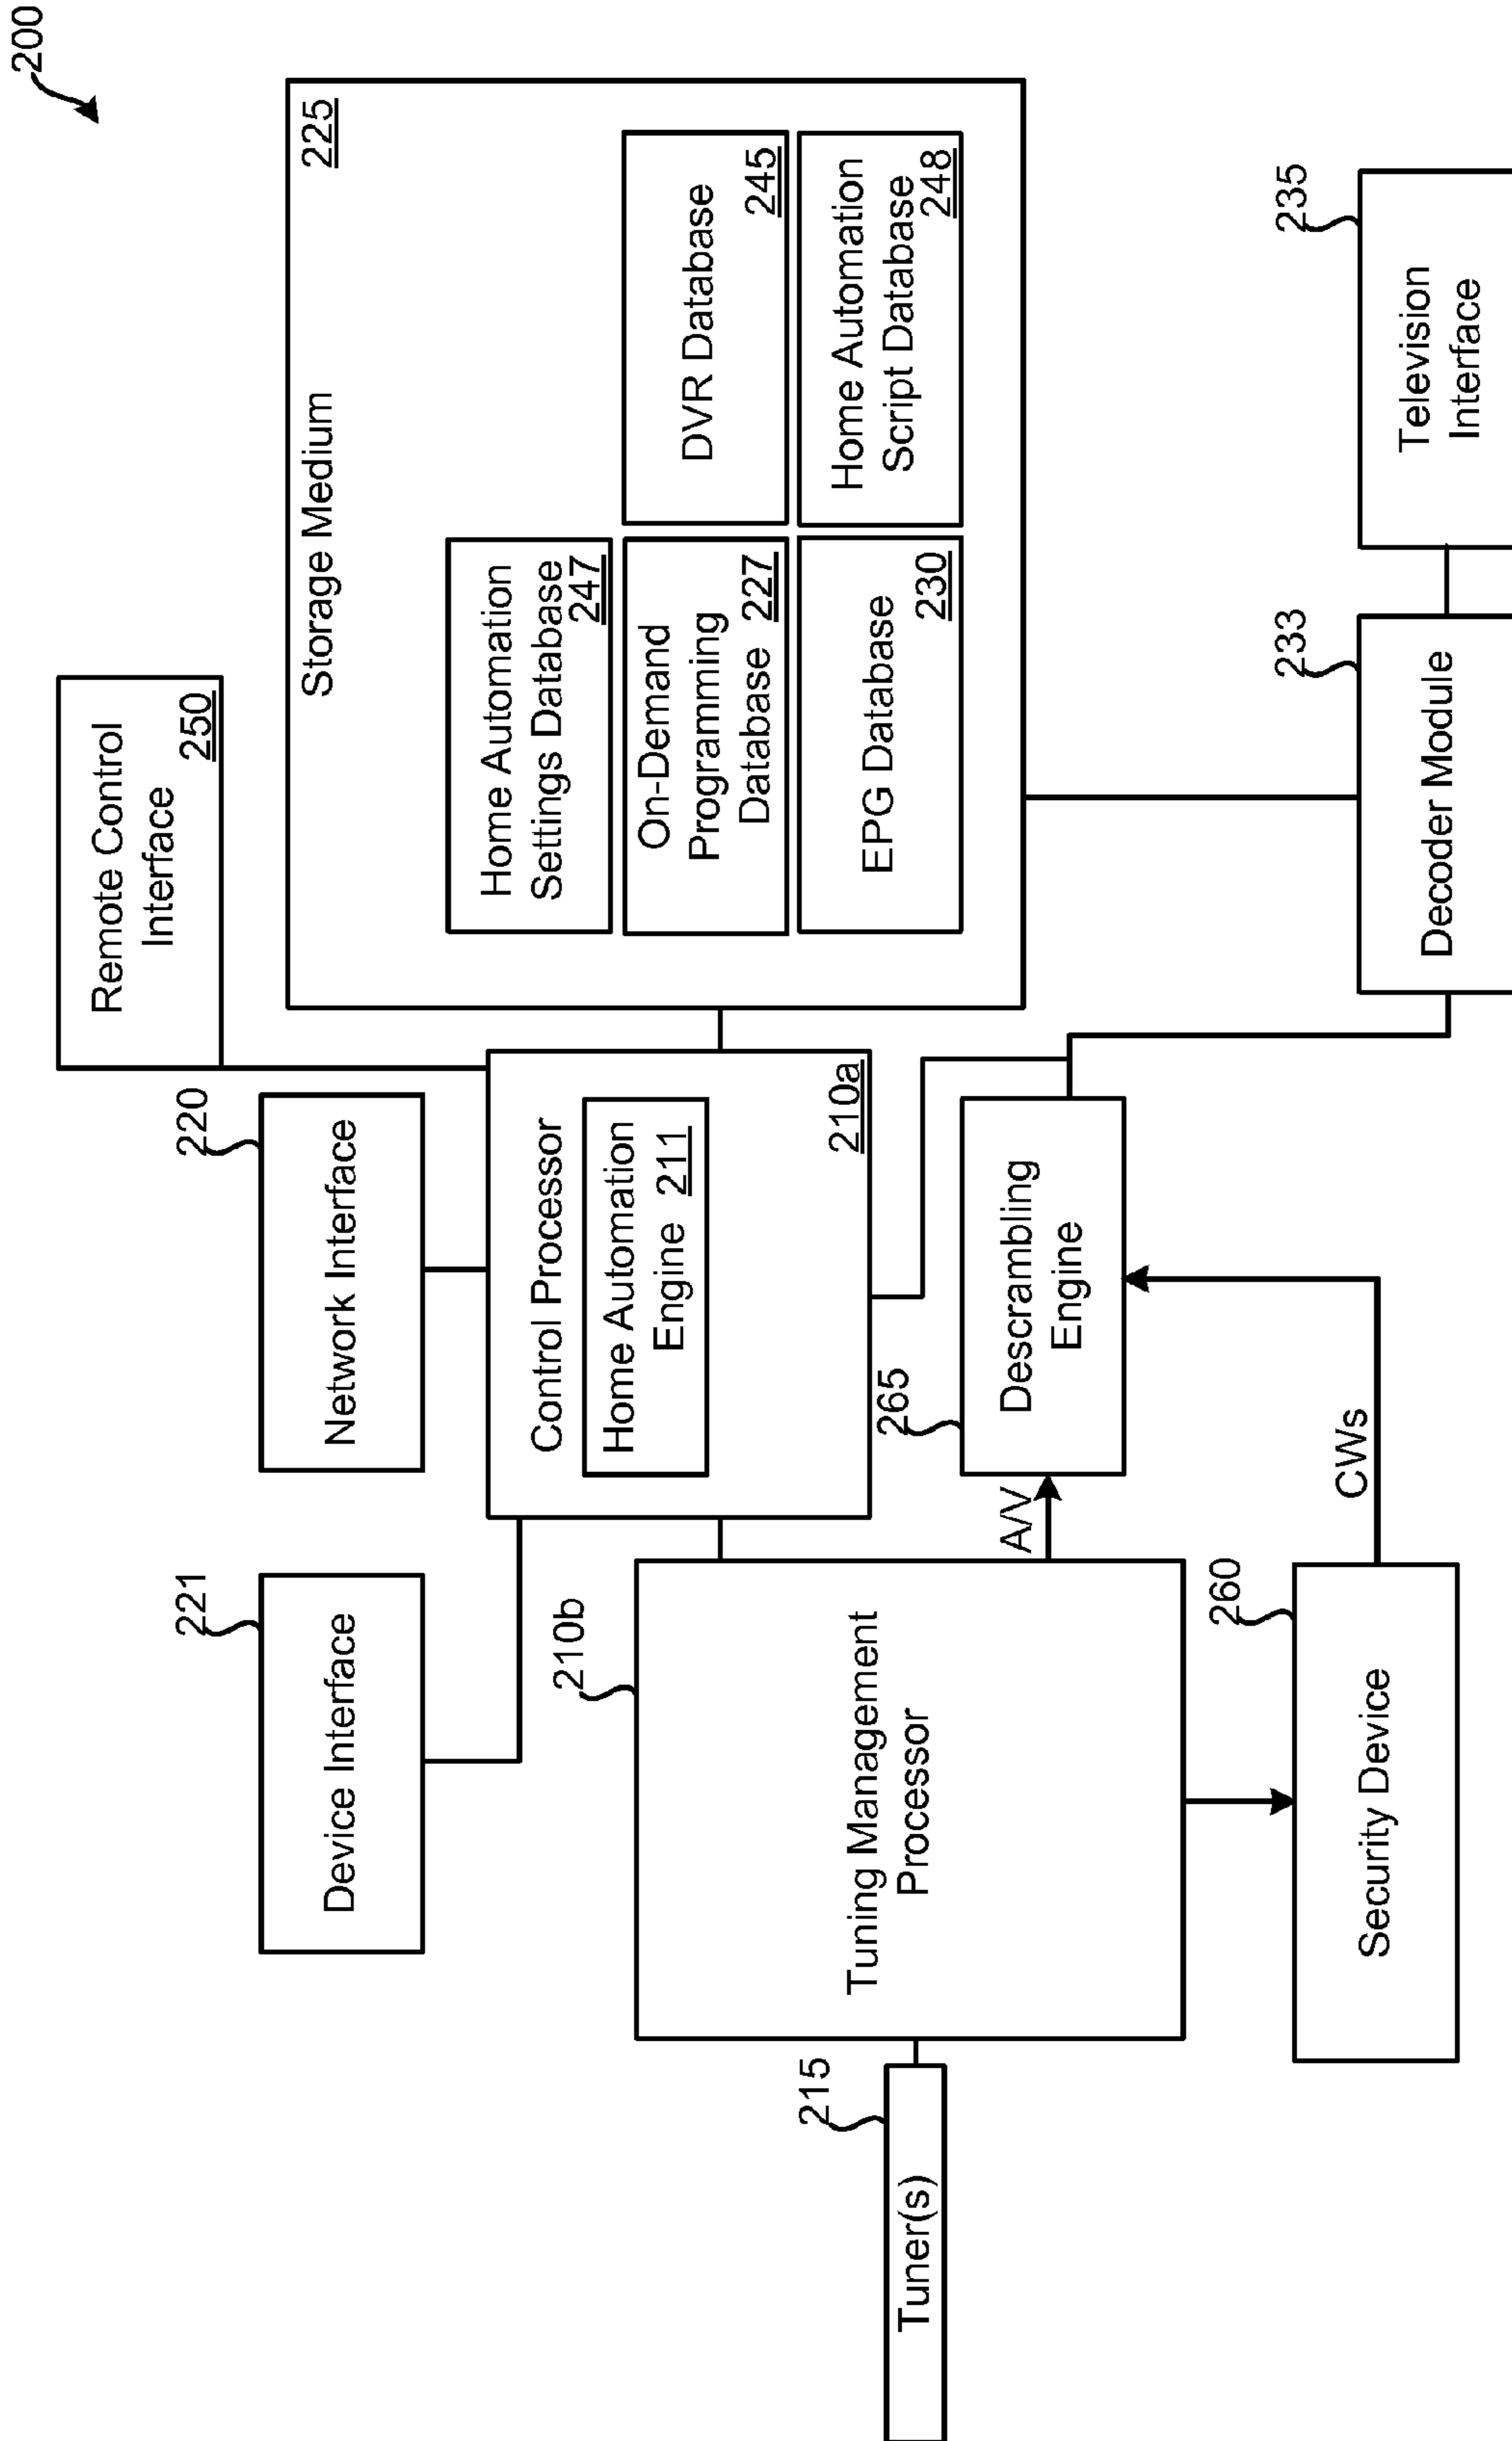 200
Remote Control
Interface
250
Storage Medium
225
Home Automation
Settings Database
247
On-Demand
Programming
Database 227
DVR Database
245
EPG Database
230
Home Automation
Script Database
248
221
Device Interface
220
Network Interface
Control Processor
Home Automation
Engine 211
210a
210b
Tuning Management
Processor
215
Tuner(s)
A/V
265
Descrambling
Engine
CWs
260
Security Device
233
Decoder Module
235
Television
Interface